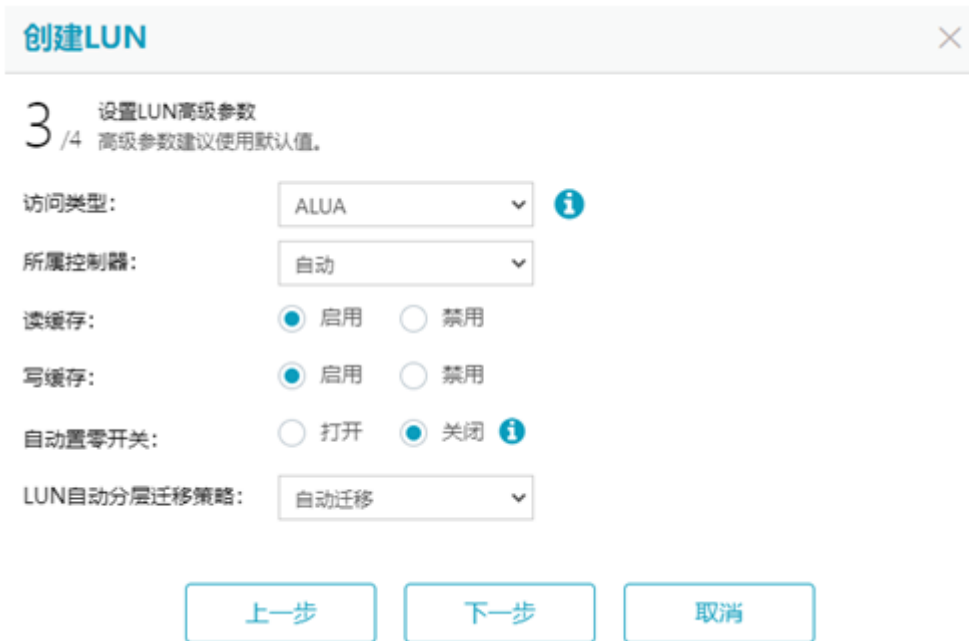 创建LUN
3/4 设置LUN高级参数
高级参数建议使用默认值。
访问类型： ALUA
所属控制器： 自动
读缓存： 启用 禁用
写缓存： 启用 禁用
自动置零开关： 打开 关闭
LUN自动分层迁移策略： 自动迁移
上一步 下一步 取消